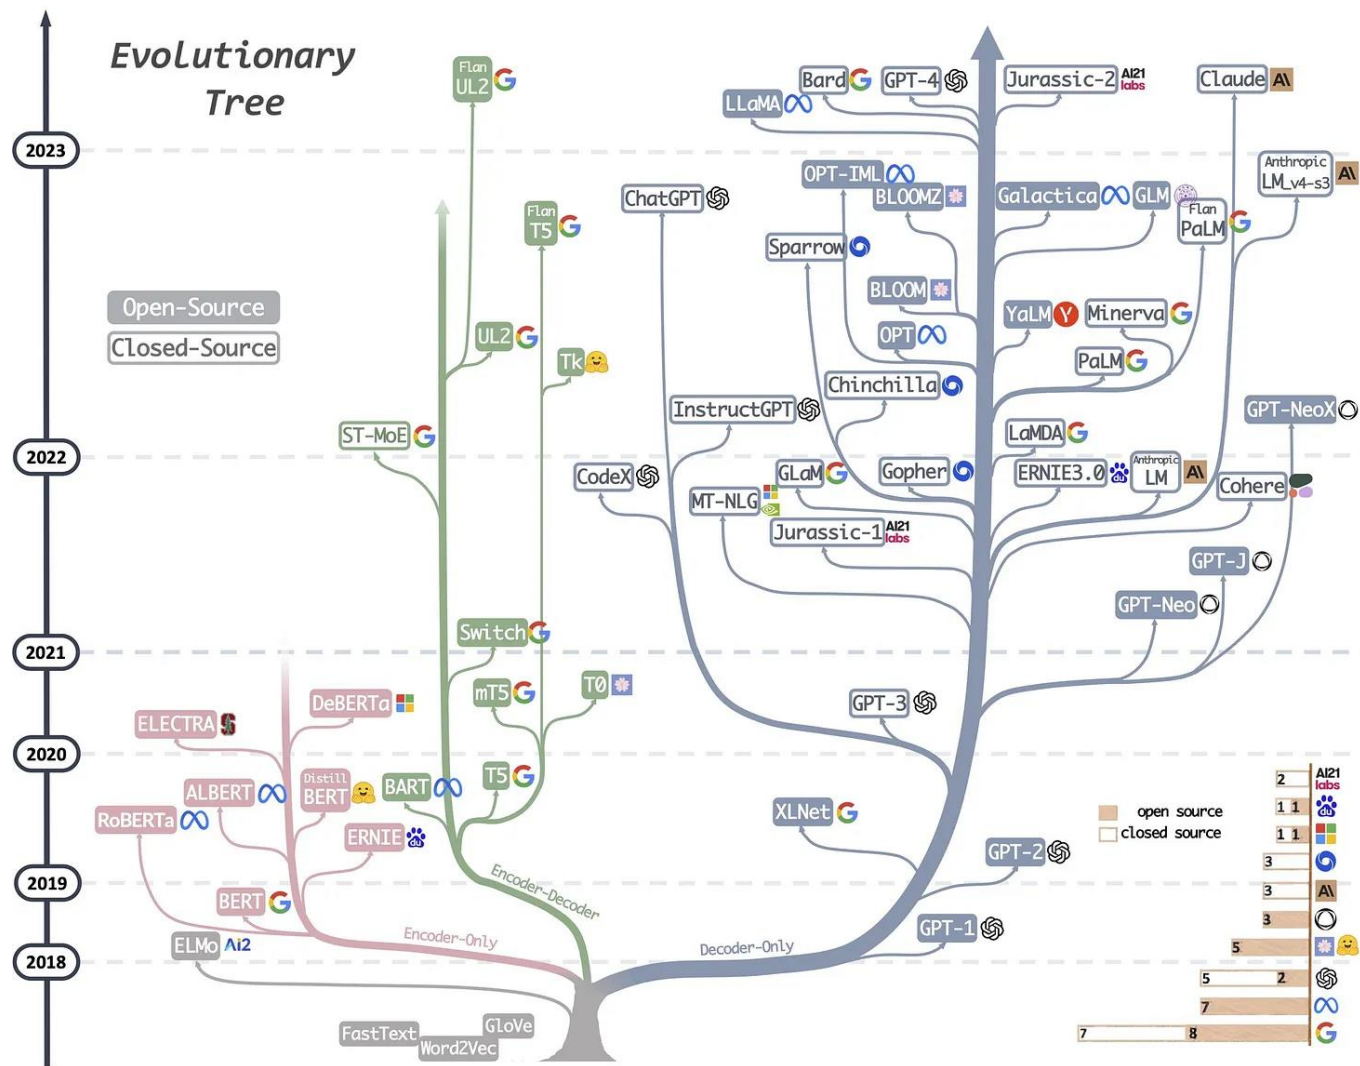 Evolutionary
Tree
2023
2022
2021
2020
2019
2018
Open-Source
Closed-Source
Flan
UL2
Flan
T5
UL2
Tk
ST-MoE
Switch
mT5
T0
T5
BART
DeBERTa
ELECTRA
ALBERT
Distill
BERT
RoBERTa
ERNIE
BERT
ELMo
AI2
Encoder-Only
Encoder-Decoder
Decoder-Only
FastText
GloVe
Word2Vec
Bard
GPT-4
Jurassic-2
AI21
labs
Claude
A\
LLaMA
OPT-IML
BLOOMZ
Galactica
GLM
Flan
PaLM
Anthropic
LM_v4-s3
A\
ChatGPT
Sparrow
BLOOM
OPT
YaLM
Y
Minerva
PaLM
Chinchilla
InstructGPT
GPT-NeoX
LaMDA
CodeX
GLaM
Gopher
ERNIE3.0
du
Anthropic
LM
A\
Cohere
MT-NLG
Jurassic-1
AI21
labs
GPT-J
GPT-Neo
GPT-3
XLNet
GPT-2
GPT-1
du
open source
closed source
2
AI21
labs
1 1
du
1 1
3
3
A\
3
5
5 2
7
7 8